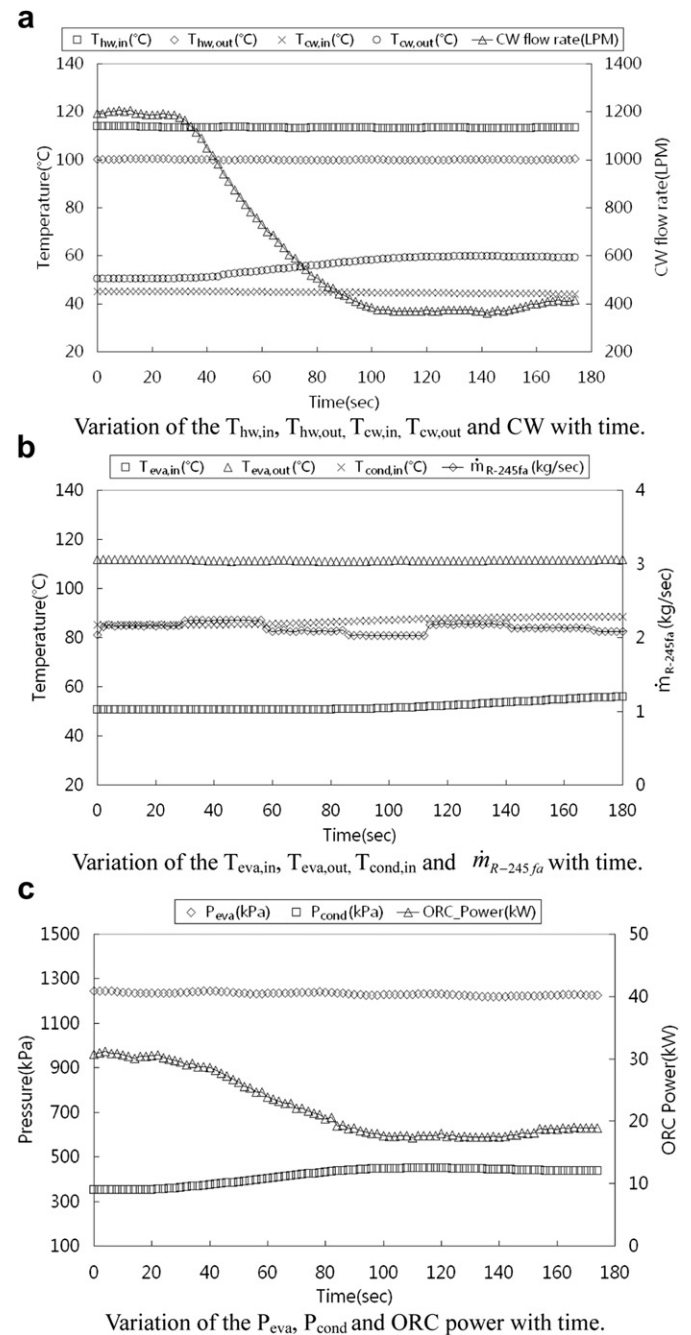 a
T_hw,in(°C) T_hw,out(°C) T_cw,in(°C) T_cw,out(°C) CW flow rate(LPM)
140 1400
120 1200
100 1000
80 800
60 600
40 400
20 200
Temperature(°C)
CW flow rate(LPM)
0 20 40 60 80 100 120 140 160 180
Time(sec)
Variation of the T_hw,in, T_hw,out, T_cw,in, T_cw,out and CW with time.
b
T_eva,in(°C) T_eva,out(°C) T_cond,in(°C) ṁ_R-245fa(kg/sec)
140 4
120
100 3
80 2
60
40 1
20 0
Temperature(°C)
ṁ_R-245fa(kg/sec)
0 20 40 60 80 100 120 140 160 180
Time(sec)
Variation of the T_eva,in, T_eva,out, T_cond,in and ṁ_R−245fa with time.
c
P_eva(kPa) P_cond(kPa) ORC_Power(kW)
1500 50
1300
1100 40
900 30
700
500 20
300 10
100 0
Pressure(kPa)
ORC Power(kW)
0 20 40 60 80 100 120 140 160 180
Time(sec)
Variation of the P_eva, P_cond and ORC power with time.